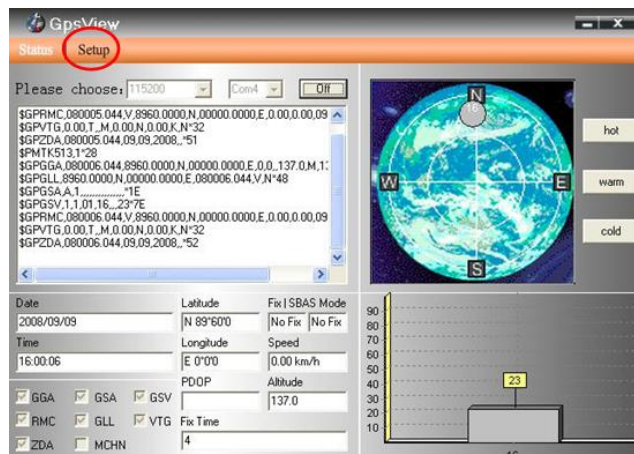 GpsView
Status Setup
Please choose: 115200 Com4 Off
$GPRMC,080005.044,V,8960.0000,N,00000.0000,E,0.00,0.00,09
$GPVTG,0.00,T,,M,0.00,N,0.00,K,N*32
$GPZDA,080005.044,09,09,2008,,*51
$PMTK513,1*28
$GPGGA,080006.044,8960.0000,N,00000.0000,E,0,0,,137.0,M,1
$GPGLL,8960.0000,N,00000.0000,E,080006.044,V,N*48
$GPGSA,A,1,,,,,,,,,,,,,,,*1E
$GPGSV,1,1,01,16,,,23*7E
$GPRMC,080006.044,V,8960.0000,N,00000.0000,E,0.00,0.00,09
$GPVTG,0.00,T,,M,0.00,N,0.00,K,N*32
$GPZDA,080006.044,09,09,2008,,*52
N
16
W E
S
hot
warm
cold
Date Latitude Fix | SBAS Mode
2008/09/09 N 89°60'0 No Fix No Fix
Time Longitude Speed
16:00:06 E 0°0'0 0.00 km/h
PDOP Altitude
137.0
GGA GSA GSV
RMC GLL VTG Fix Time
ZDA MCHN 4
90
80
70
60
50
40
30
20
10
23
16